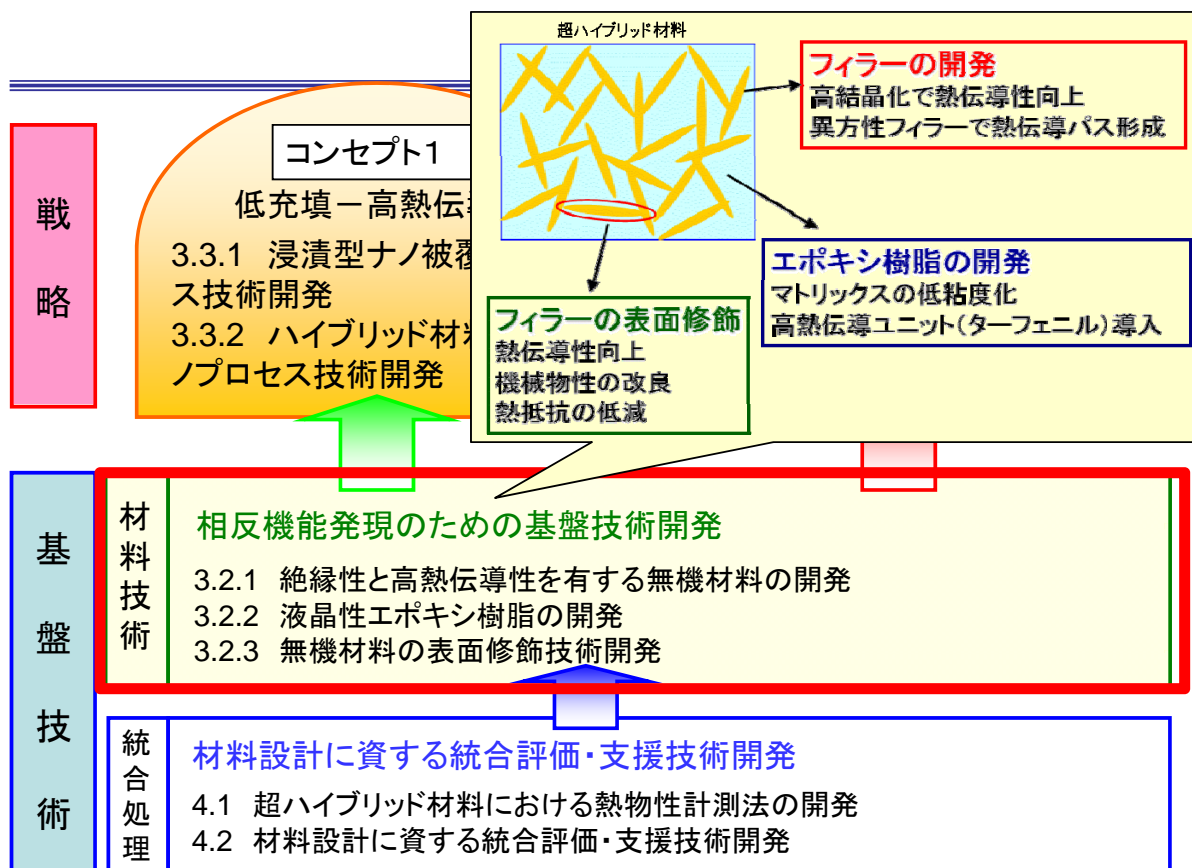 超ハイブリッド材料
フィラーの開発
高結晶化で熱伝導性向上
異方性フィラーで熱伝導パス形成
エポキシ樹脂の開発
マトリックスの低粘度化
高熱伝導ユニット(ターフェニル)導入
フィラーの表面修飾
熱伝導性向上
機械物性の改良
熱抵抗の低減
戦略
コンセプト1
低充填－高熱伝
3.3.1 浸漬型ナノ被覆
ス技術開発
3.3.2 ハイブリッド材料
ノプロセス技術開発
基盤技術
材料技術
相反機能発現のための基盤技術開発
3.2.1 絶縁性と高熱伝導性を有する無機材料の開発
3.2.2 液晶性エポキシ樹脂の開発
3.2.3 無機材料の表面修飾技術開発
統合処理
材料設計に資する統合評価・支援技術開発
4.1 超ハイブリッド材料における熱物性計測法の開発
4.2 材料設計に資する統合評価・支援技術開発